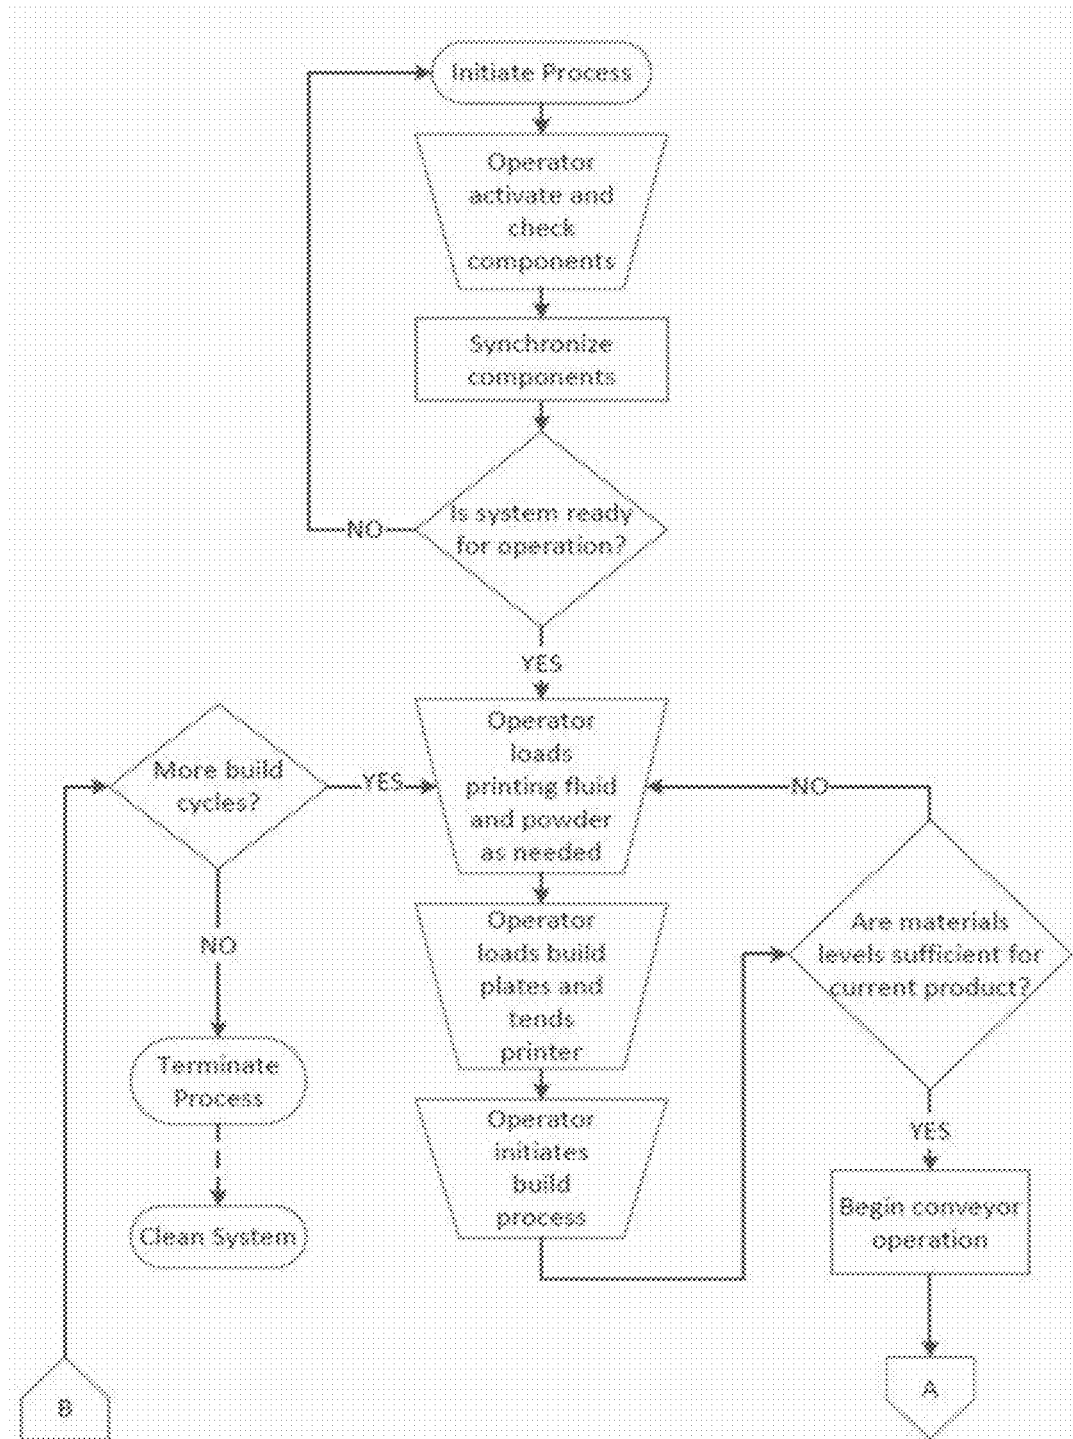 Initiate Process
Operator
activate and
check
components
Synchronize
components
Is system ready
for operation?
NO
YES
More build
cycles?
YES
Operator
loads
printing fluid
and powder
as needed
NO
NO
Operator
loads build
plates and
tends
printer
Are materials
levels sufficient for
current product?
Terminate
Process
Operator
initiates
build
process
YES
Clean System
Begin conveyor
operation
B
A